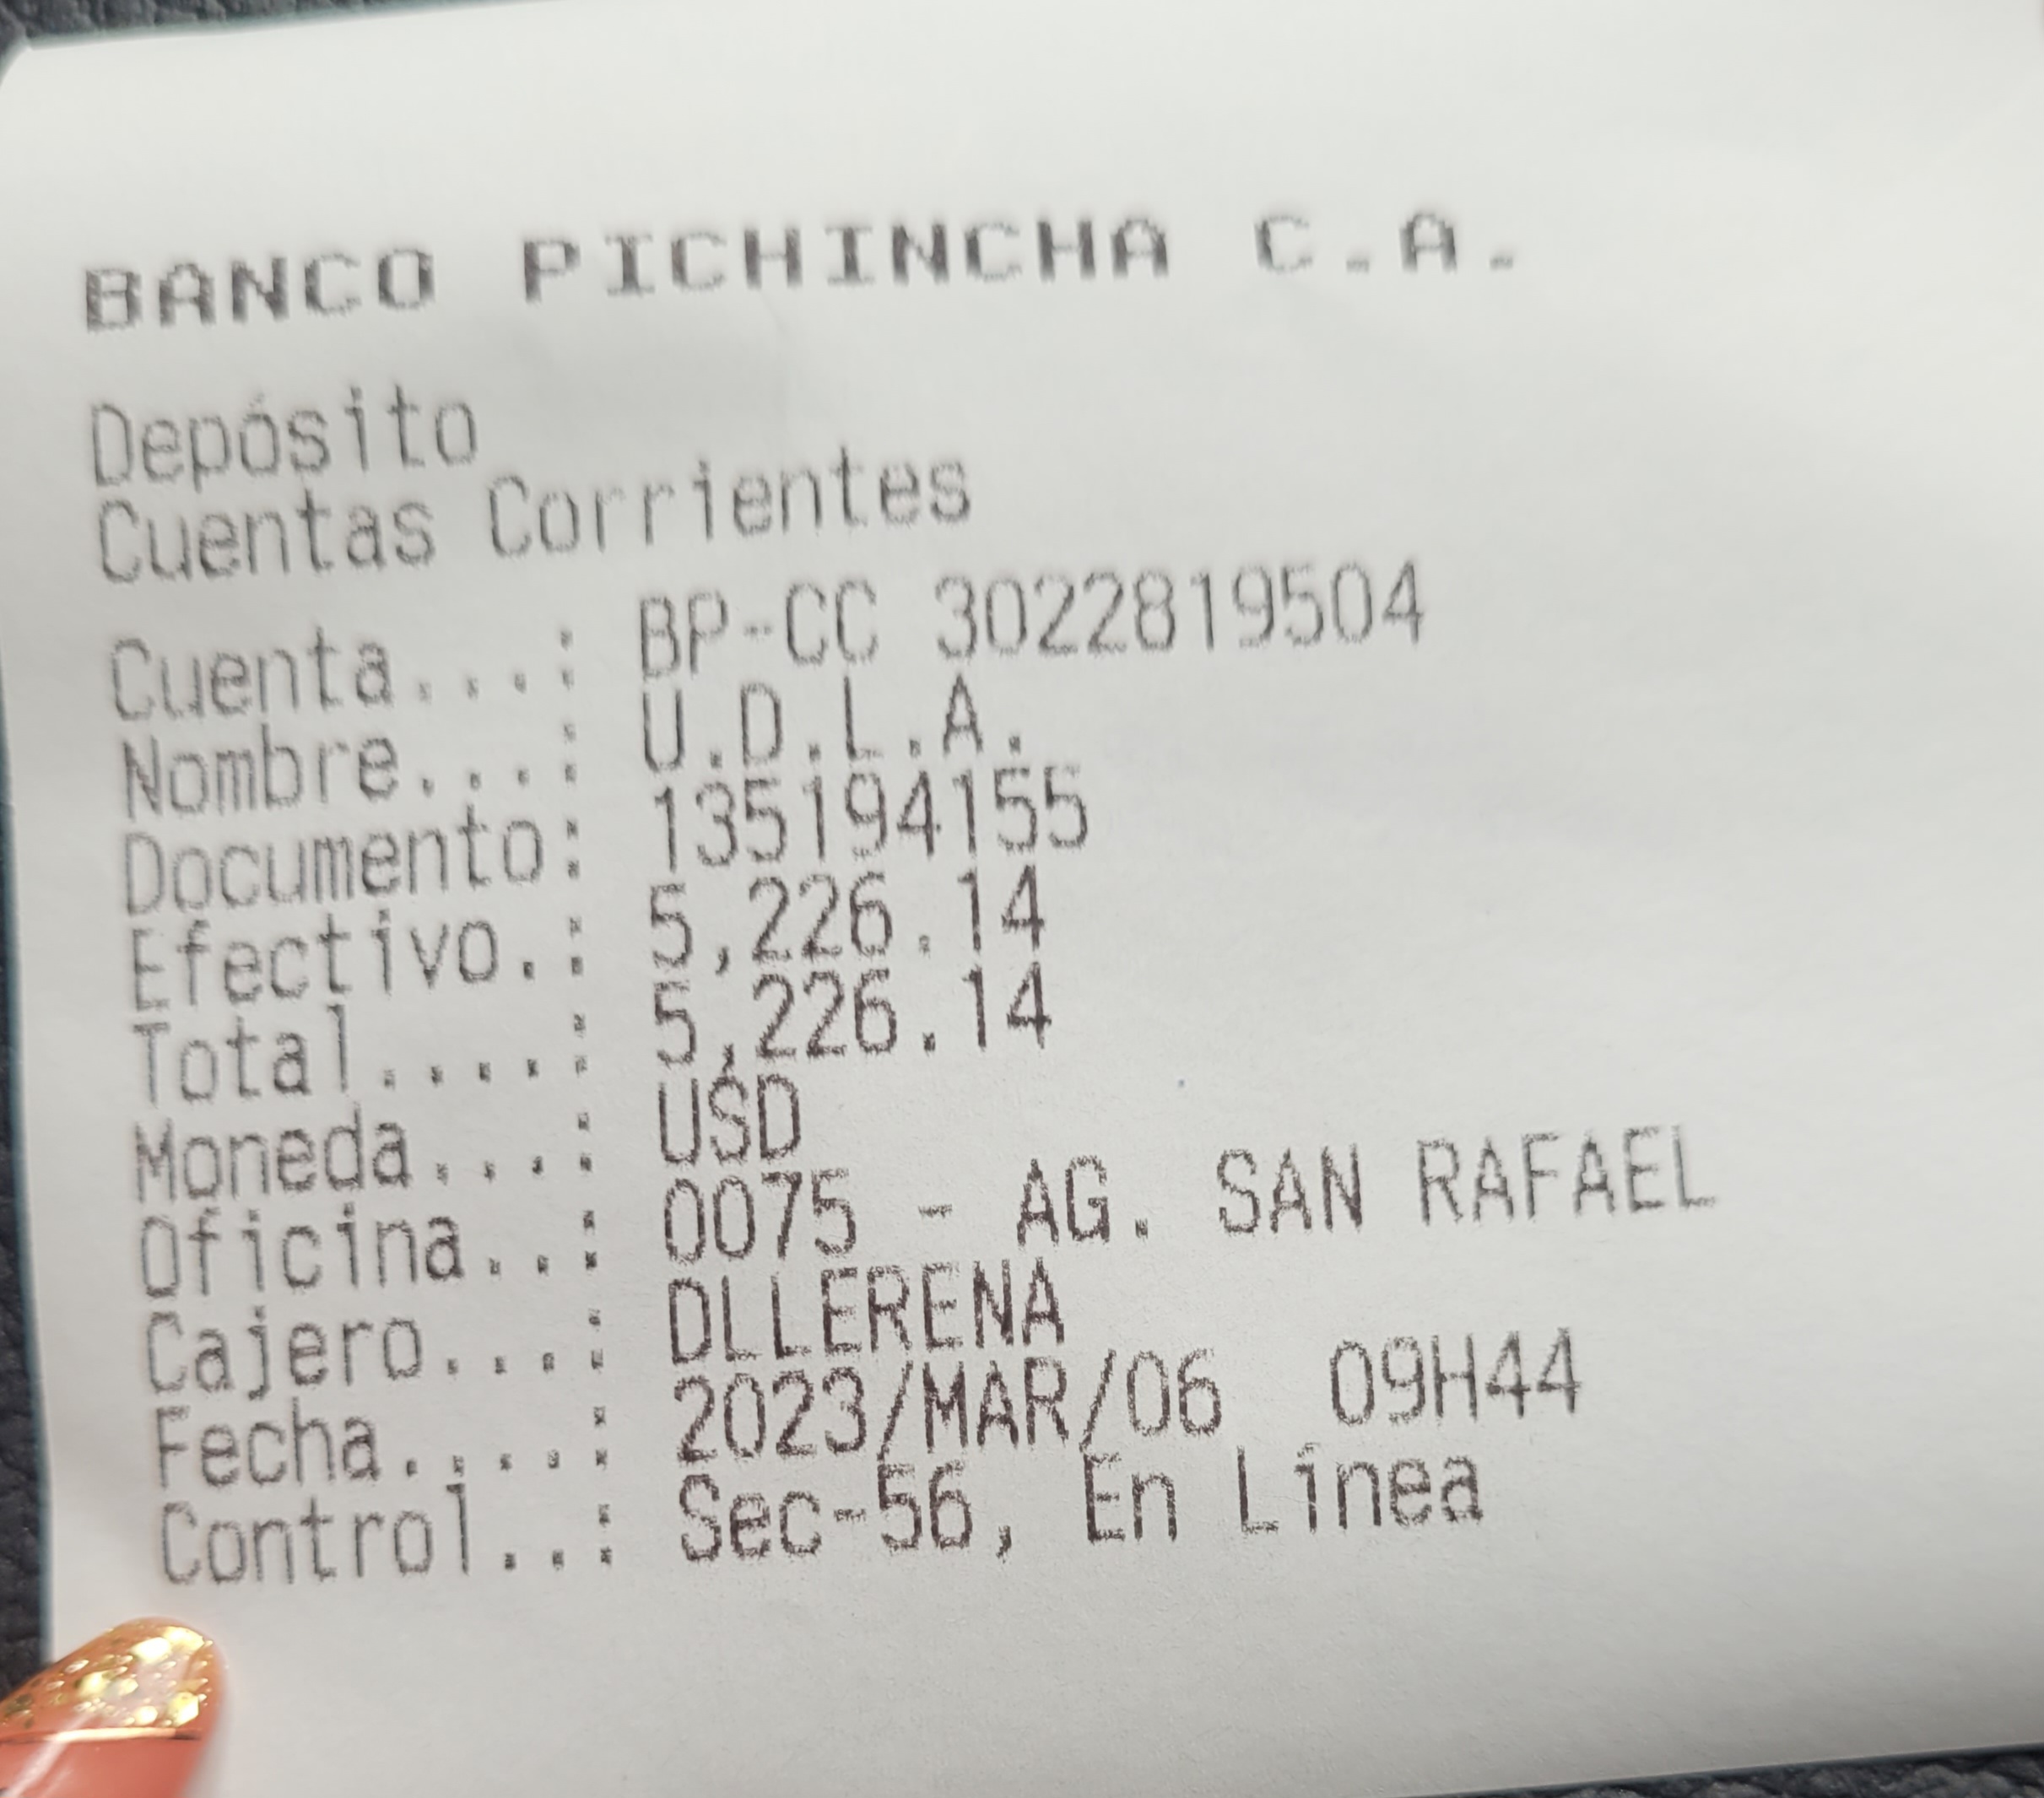 BANCO PICHINCHA C.A.
Depósito
Cuentas Corrientes
Cuenta...: BP-CC 3022819504
Nombre...: U.D.L.A.
Documento: 135194155
Efectivo.: 5,226.14
Total....: 5,226.14
Moneda...: USD
Oficina..: 0075 - AG. SAN RAFAEL
Cajero...: DLLERENA
Fecha....: 2023/MAR/06 09H44
Control..: Sec-56, En Línea